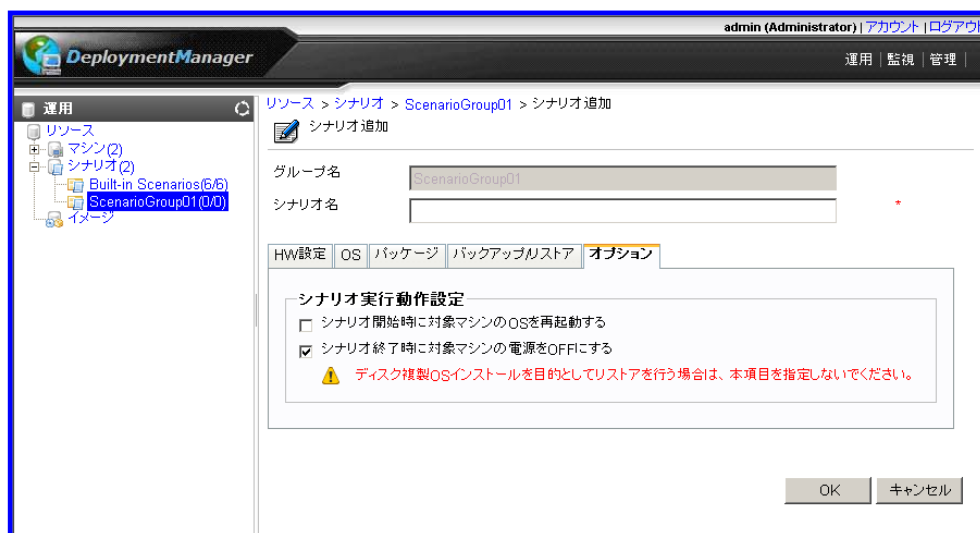 admin (Administrator) | アカウント | ログアウト
DeploymentManager
運用 | 監視 | 管理 |
運用
リソース
マシン(2)
シナリオ(2)
Built-in Scenarios(6/6)
ScenarioGroup01(0/0)
イメージ
リソース > シナリオ > ScenarioGroup01 > シナリオ追加
シナリオ追加
グループ名 ScenarioGroup01
シナリオ名 *
HW設定 OS パッケージ バックアップ/リストア オプション
シナリオ実行動作設定
シナリオ開始時に対象マシンのOSを再起動する
シナリオ終了時に対象マシンの電源をOFFにする
ディスク複製OSインストールを目的としてリストアを行う場合は、本項目を指定しないでください。
OK キャンセル